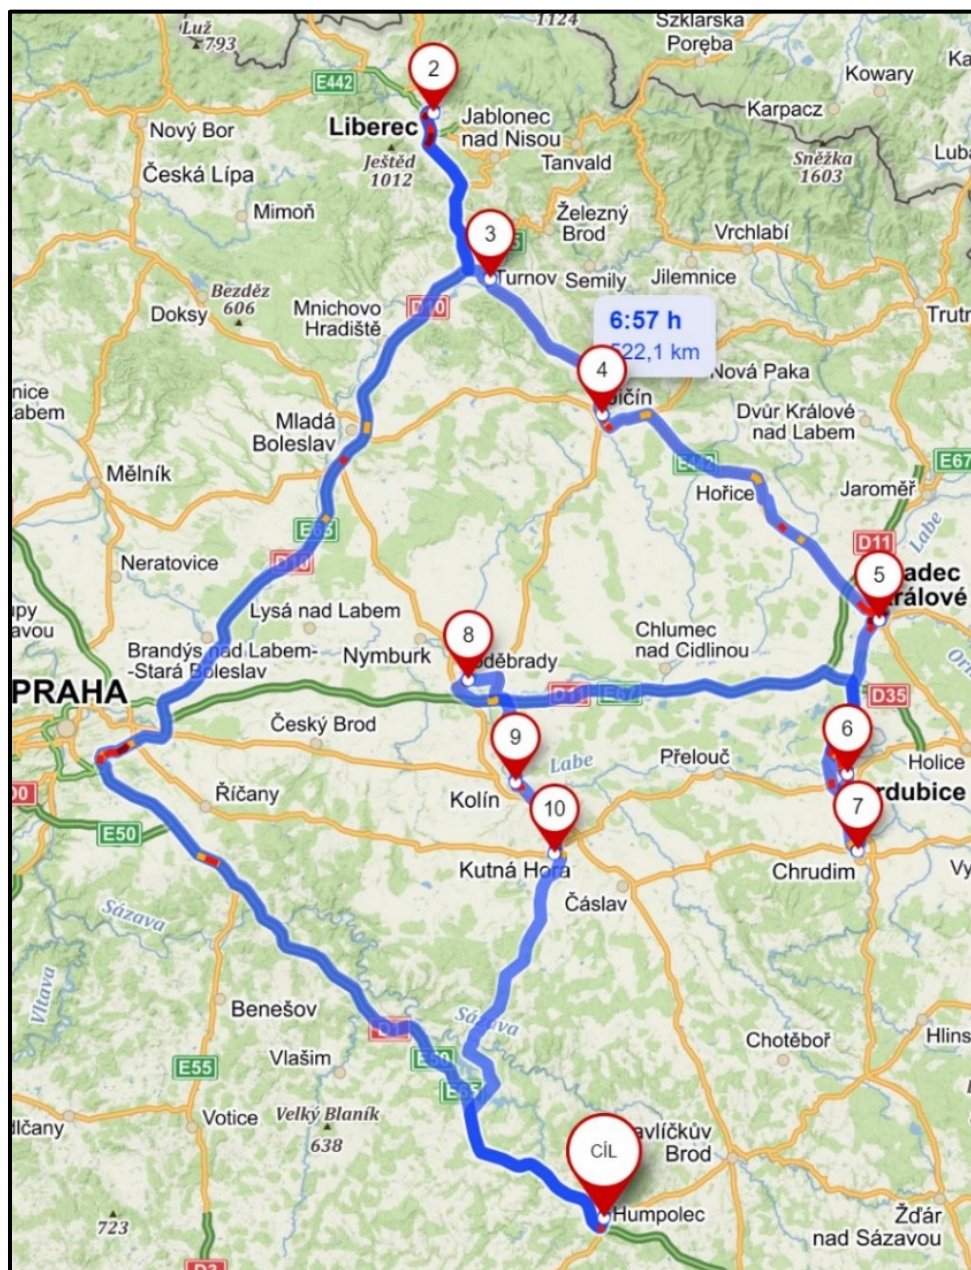 1124
Luž
793
Szklarska
Poręba
2
E442
Kowary
Karpacz
Nový Bor
Liberec
Jablonec
nad Nisou
Ještěd
1012
Tanvald
Sněžka
1603
Česká Lípa
Mimoň
Železný
Brod
3
Vrchlabí
Turnov
Semily
Jilemnice
Bezděz
606
Doksy
Mnichovo
Hradiště
D10
6:57 h
522,1 km
4
Nová Paka
Mladá
Boleslav
Dvůr Králové
nad Labem
Mělník
E442
E67
Hořice
Jaroměř
E65
D10
D11
Labe
Neratovice
5
Lysá nad Labem
8
Chlumec
nad Cidlinou
Brandýs nad Labem-
-Stará Boleslav
Nymburk
PRAHA
D11
E67
D35
Český Brod
9
6
Labe
Přelouč
Holice
Říčany
Kolín
10
7
E50
Kutná Hora
Chrudim
Čáslav
Sázava
Vltava
Benešov
D1
Sázava
Chotěboř
Vlašim
E50
E55
E65
Votice
Velký Blaník
638
CÍL
Brod
Humpolec
723
Žďár
nad Sázavou
D3